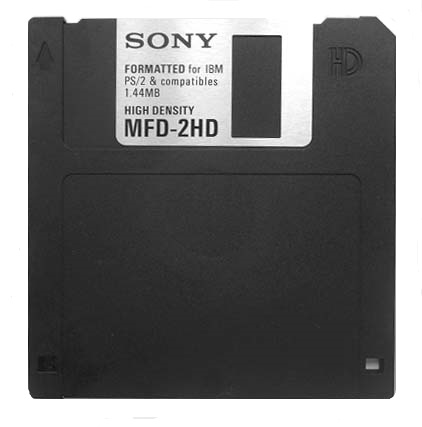 SONY
FORMATTED for IBM
PS/2 & compatibles
1.44MB
HIGH DENSITY
MFD-2HD
HD